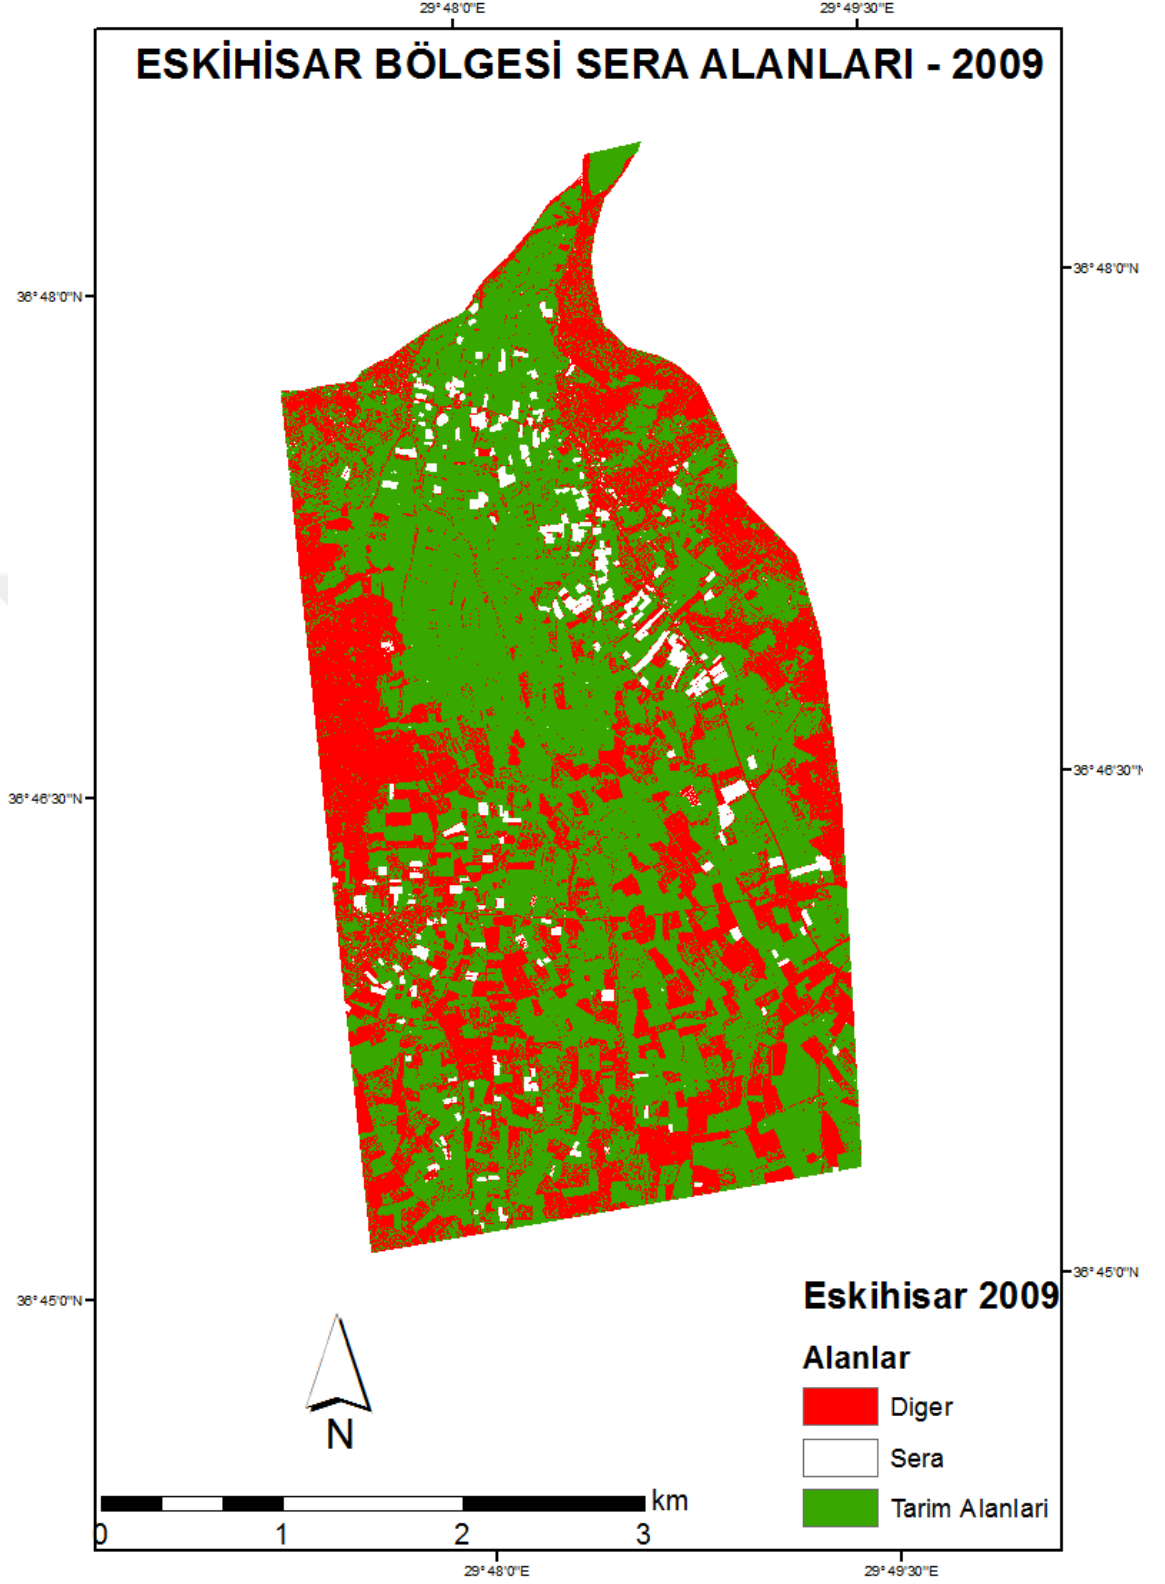 29°48'0"E 29°49'30"E
ESKİHİSAR BÖLGESİ SERA ALANLARI - 2009
36°48'0"N 36°48'0"N
36°46'30"N 36°46'30"N
36°45'0"N 36°45'0"N
Eskihisar 2009
Alanlar
Diger
Sera
Tarim Alanlari
N
km
0 1 2 3
29°48'0"E 29°49'30"E